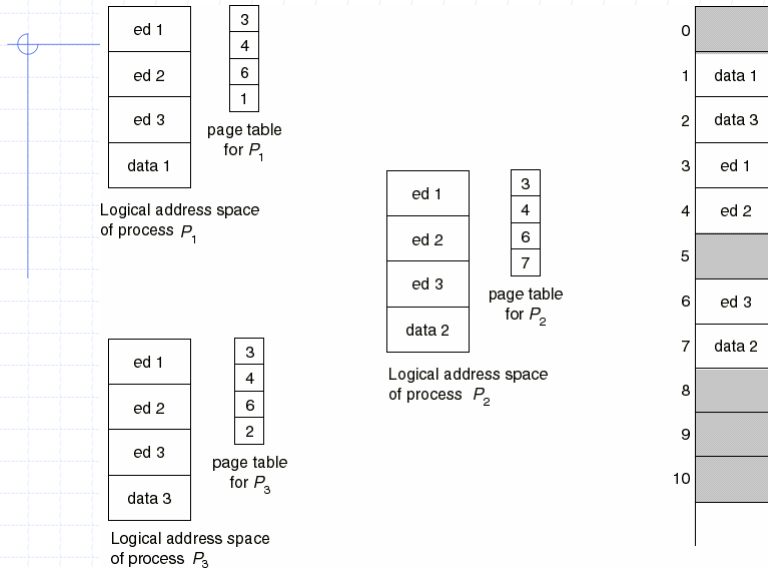 ed 1
ed 2
ed 3
data 1
3
4
6
1
page table
for P1
Logical address space
of process P1
ed 1
ed 2
ed 3
data 2
3
4
6
7
page table
for P2
Logical address space
of process P2
ed 1
ed 2
ed 3
data 3
3
4
6
2
page table
for P3
Logical address space
of process P3
0
1 data 1
2 data 3
3 ed 1
4 ed 2
5
6 ed 3
7 data 2
8
9
10